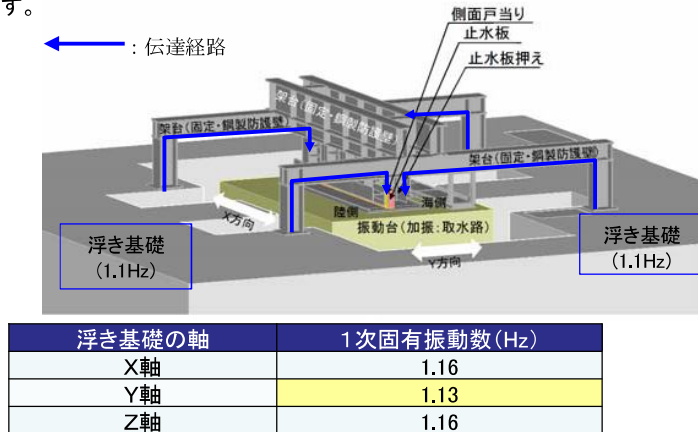 す。
：伝達経路
側面戸当り
止水板
止水板押え
架台(固定・鋼製防護壁)
架台(固定・鋼製防護壁)
架台(固定・鋼製防護壁)
陸側
海側
X方向
振動台(加振:取水路)
Y方向
浮き基礎
(1.1Hz)
浮き基礎
(1.1Hz)
浮き基礎の軸 1次固有振動数(Hz)
X軸 1.16
Y軸 1.13
Z軸 1.16